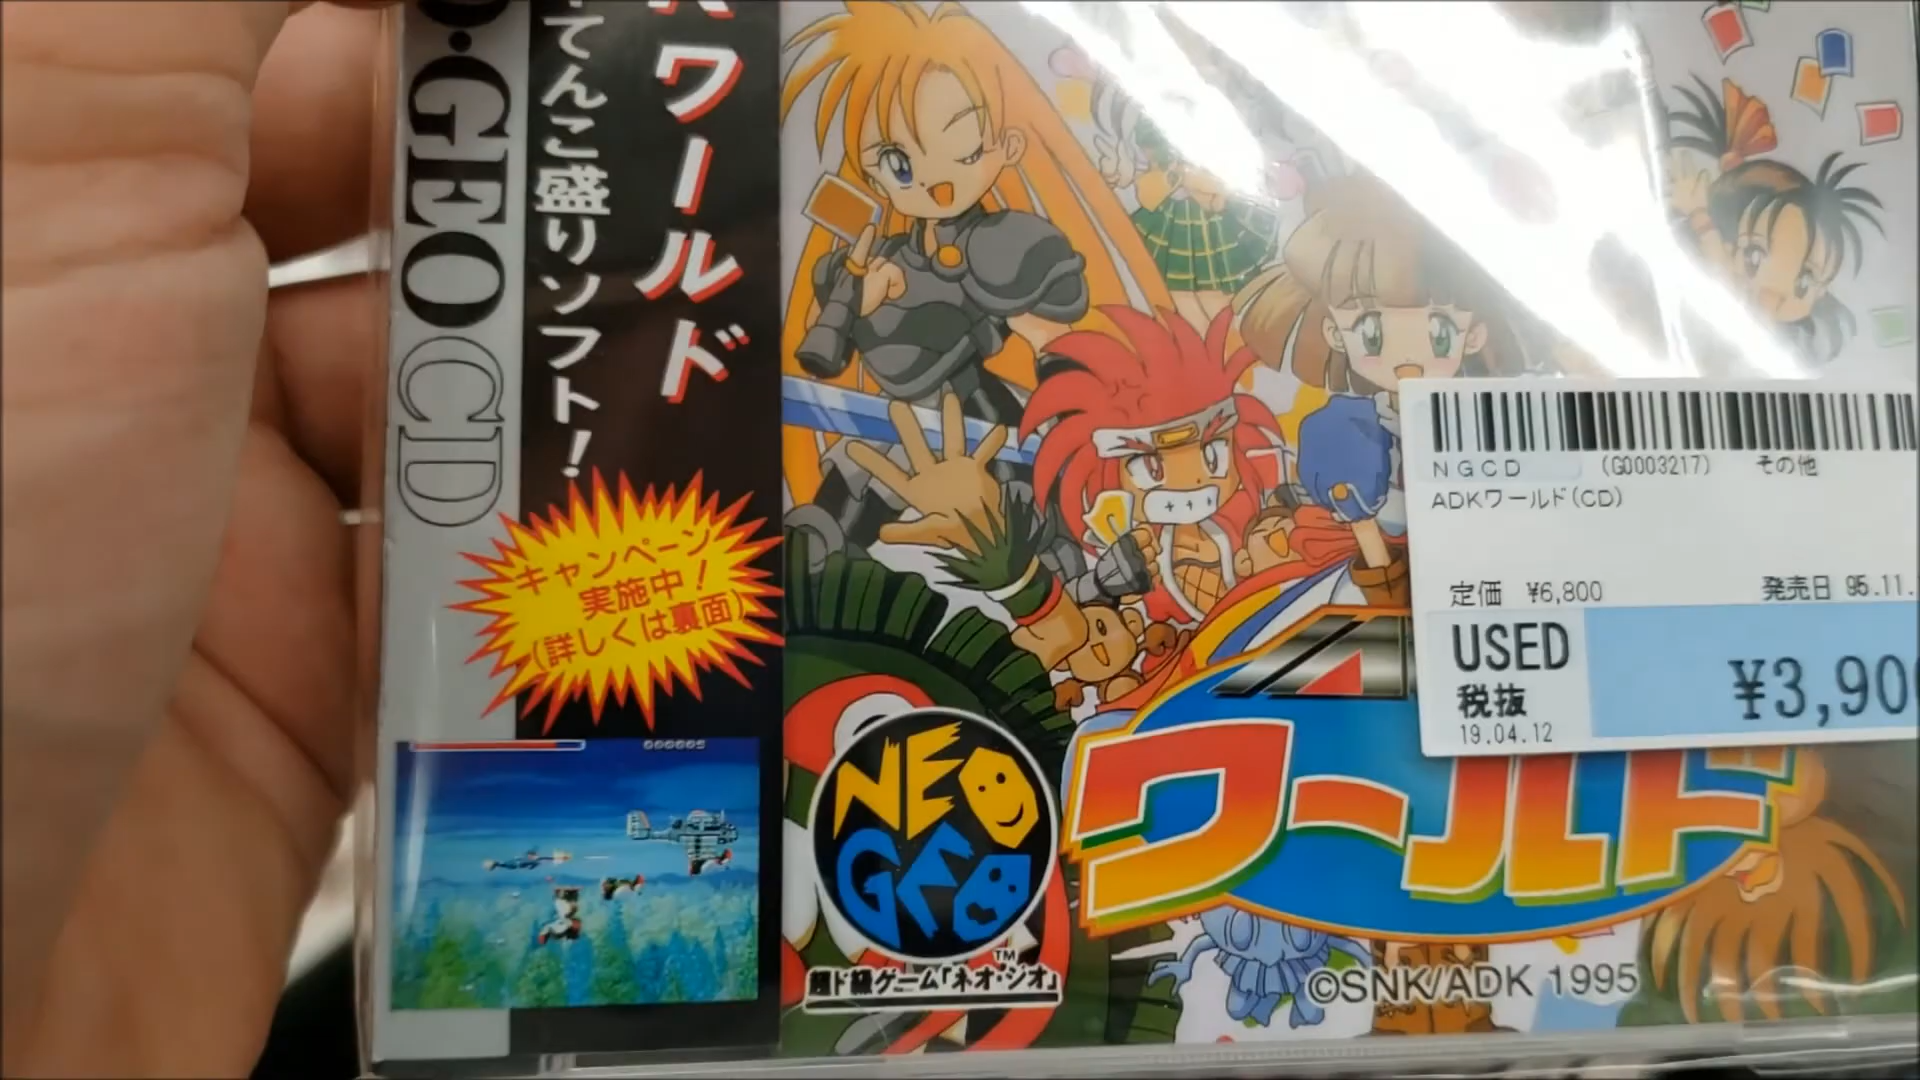 GEO CD
ワールド
てんこ盛りソフト!
キャンペーン
実施中!
(詳しくは裏面)
NEO
GEO
TM
超ド級ゲーム「ネオ・ジオ」
ワールド
©SNK/ADK 1995
NGCD (G0003217) その他
ADKワールド(CD)
定価 ¥6,800 発売日 95.11.
USED
税抜
¥3,90
19.04.12